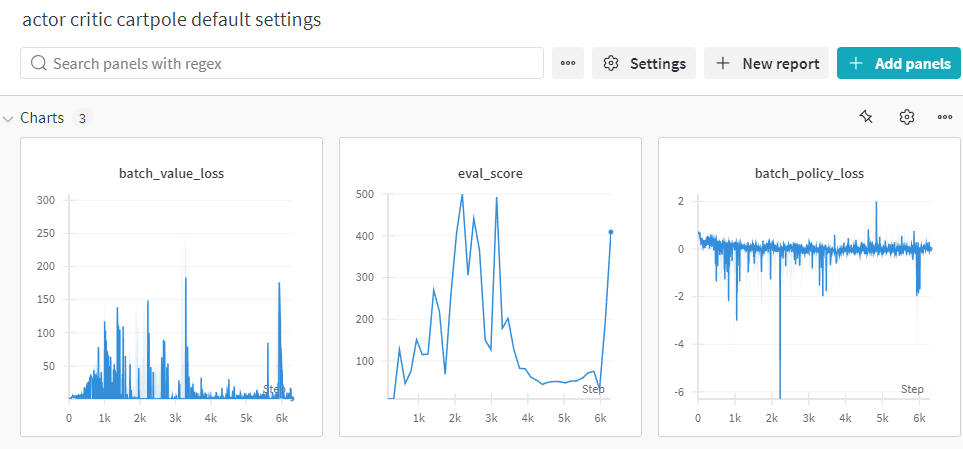 actor critic cartpole default settings
Search panels with regex
Settings
New report
Add panels
Charts 3
batch_value_loss
300
250
200
150
100
50
Step
0 1k 2k 3k 4k 5k 6k
eval_score
500
400
300
200
100
Step
1k 2k 3k 4k 5k 6k
batch_policy_loss
2
0
-2
-4
-6
Step
0 1k 2k 3k 4k 5k 6k